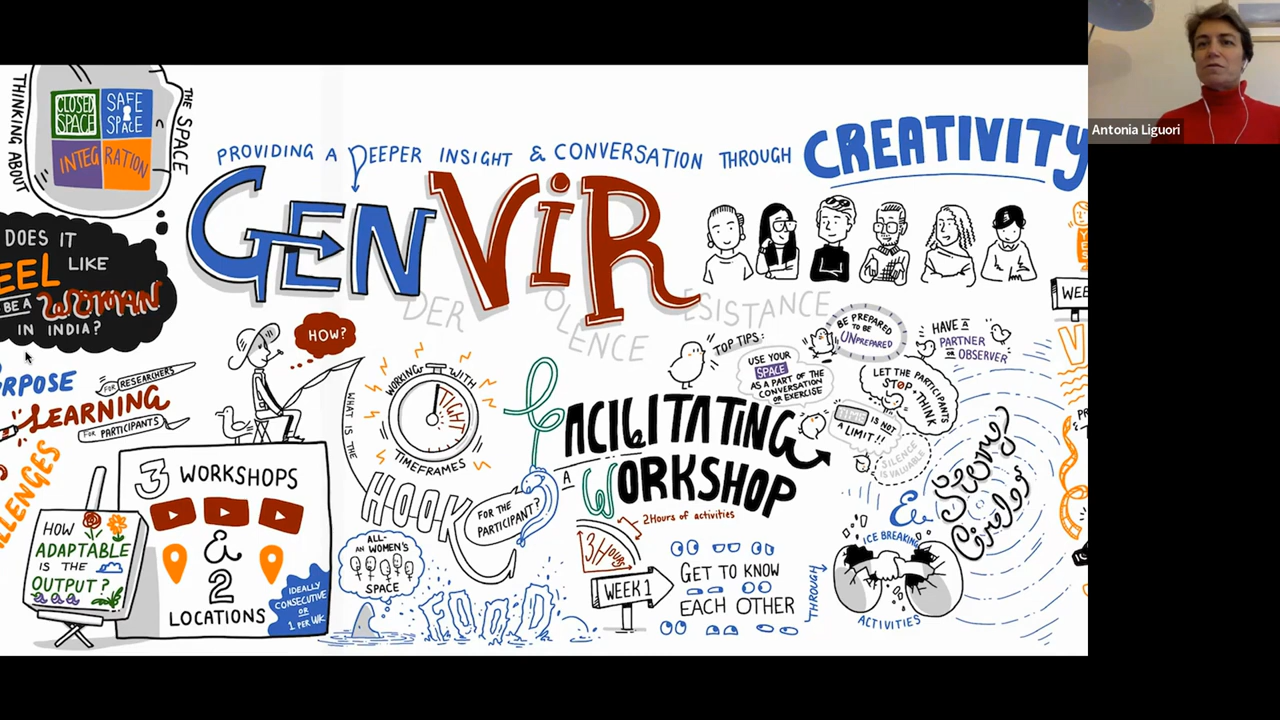 THINKING ABOUT
THE SPACE
CLOSED
SPACE
SAFE
SPACE
INTEGRATION
DOES IT
LIKE
BE A WOMAN
IN INDIA?
PROVIDING A DEEPER INSIGHT & CONVERSATION THROUGH
CREATIVITY
GENVIR
DER
OLENCE
ESISTANCE
Antonia Liguori
HOW?
FOR RESEARCHERS
LEARNING
FOR PARTICIPANTS
HOW
ADAPTABLE
IS THE
OUTPUT?
3 WORKSHOPS
&
2
LOCATIONS
IDEALLY
CONSECUTIVE
OR
1 PER WK
WORKING WITH
TIGHT
TIMEFRAMES
WHAT IS THE
HOOK
FOR THE
PARTICIPANT?
ALL-
AN WOMEN'S
SPACE
FOOD
TOP TIPS:
USE YOUR
SPACE
AS A PART OF THE
CONVERSATION
OR EXERCISE
BE PREPARED
TO BE
UNPREPARED
HAVE A
PARTNER
OR OBSERVER
LET THE PARTICIPANTS
STOP +
THINK
TIME IS NOT
A LIMIT!!
SILENCE
IS VALUABLE
FACILITATING
A WORKSHOP
2 Hours of activities
3 HOURS
WEEK 1
GET TO KNOW
EACH OTHER
THROUGH
ICE BREAKING
ACTIVITIES
&
Story
Circles